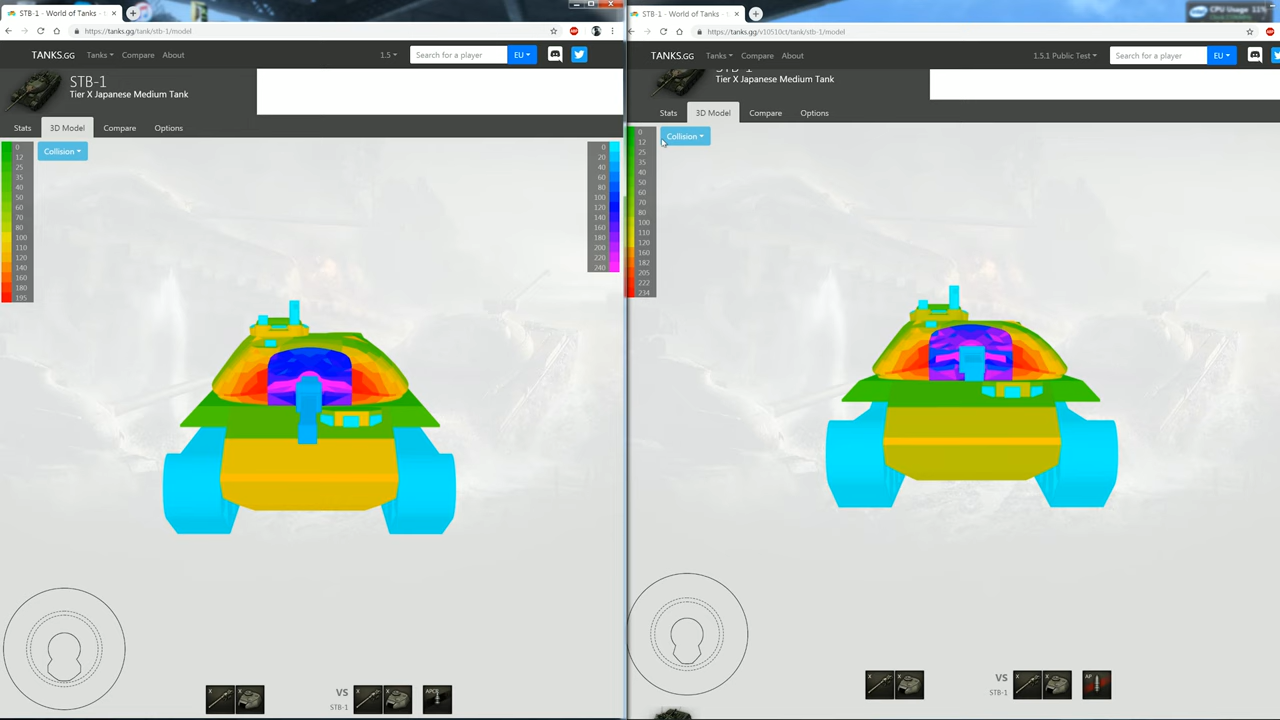 STB-1 - World of Tanks
https://tanks.gg/tank/stb-1/model
TANKS.GG Tanks Compare About 1.5 Search for a player EU
STB-1
Tier X Japanese Medium Tank
Stats 3D Model Compare Options
Collision
0
12
25
35
40
50
60
70
80
100
110
120
140
160
180
195
0
20
40
60
80
100
120
140
160
180
200
220
240
X X VS X X APCR
STB-1
STB-1 - World of Tanks
CPU Usage 11%
https://tanks.gg/v10510ct/tank/stb-1/model
TANKS.GG Tanks Compare About 1.5.1 Public Test Search for a player EU
STB-1
Tier X Japanese Medium Tank
Stats 3D Model Compare Options
Collision
0
12
25
35
40
50
60
70
80
100
110
120
160
182
205
222
234
X X VS X X AP
STB-1